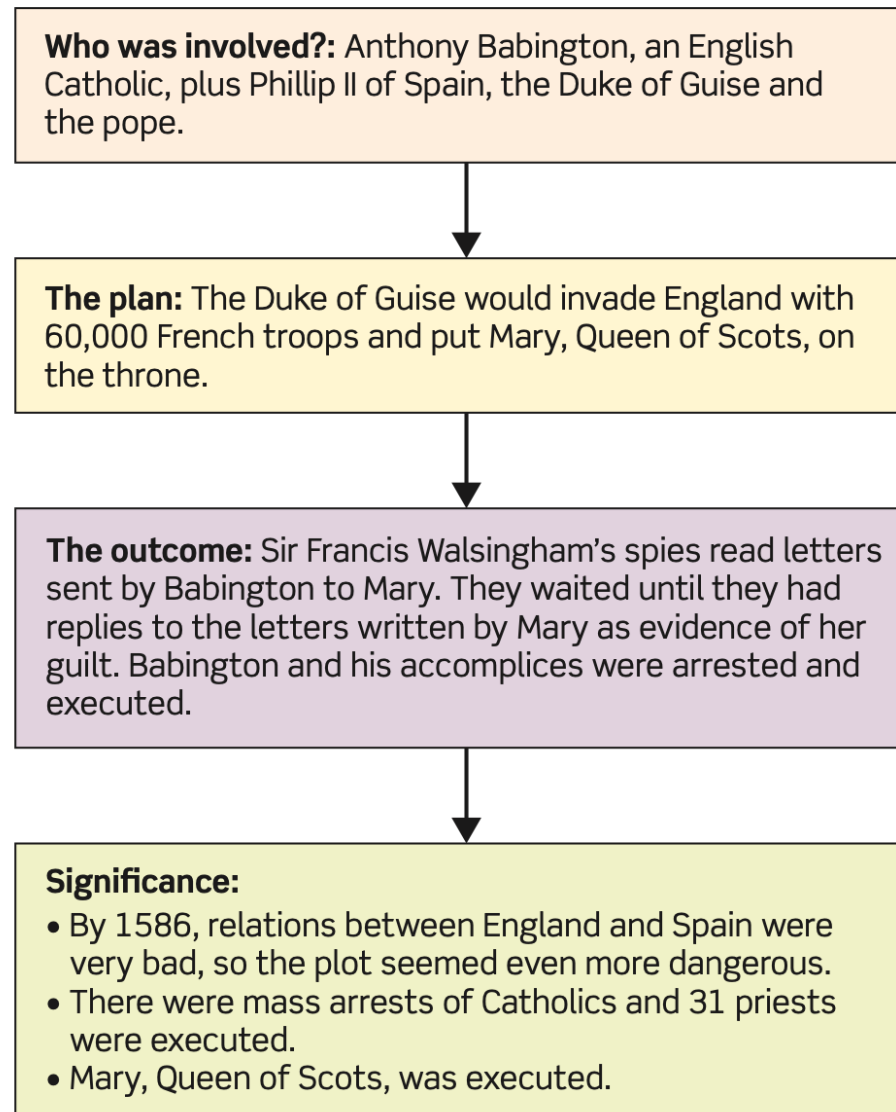 Who was involved?: Anthony Babington, an English
Catholic, plus Phillip II of Spain, the Duke of Guise and
the pope.
The plan: The Duke of Guise would invade England with
60,000 French troops and put Mary, Queen of Scots, on
the throne.
The outcome: Sir Francis Walsingham’s spies read letters
sent by Babington to Mary. They waited until they had
replies to the letters written by Mary as evidence of her
guilt. Babington and his accomplices were arrested and
executed.
Significance:
• By 1586, relations between England and Spain were
very bad, so the plot seemed even more dangerous.
• There were mass arrests of Catholics and 31 priests
were executed.
• Mary, Queen of Scots, was executed.